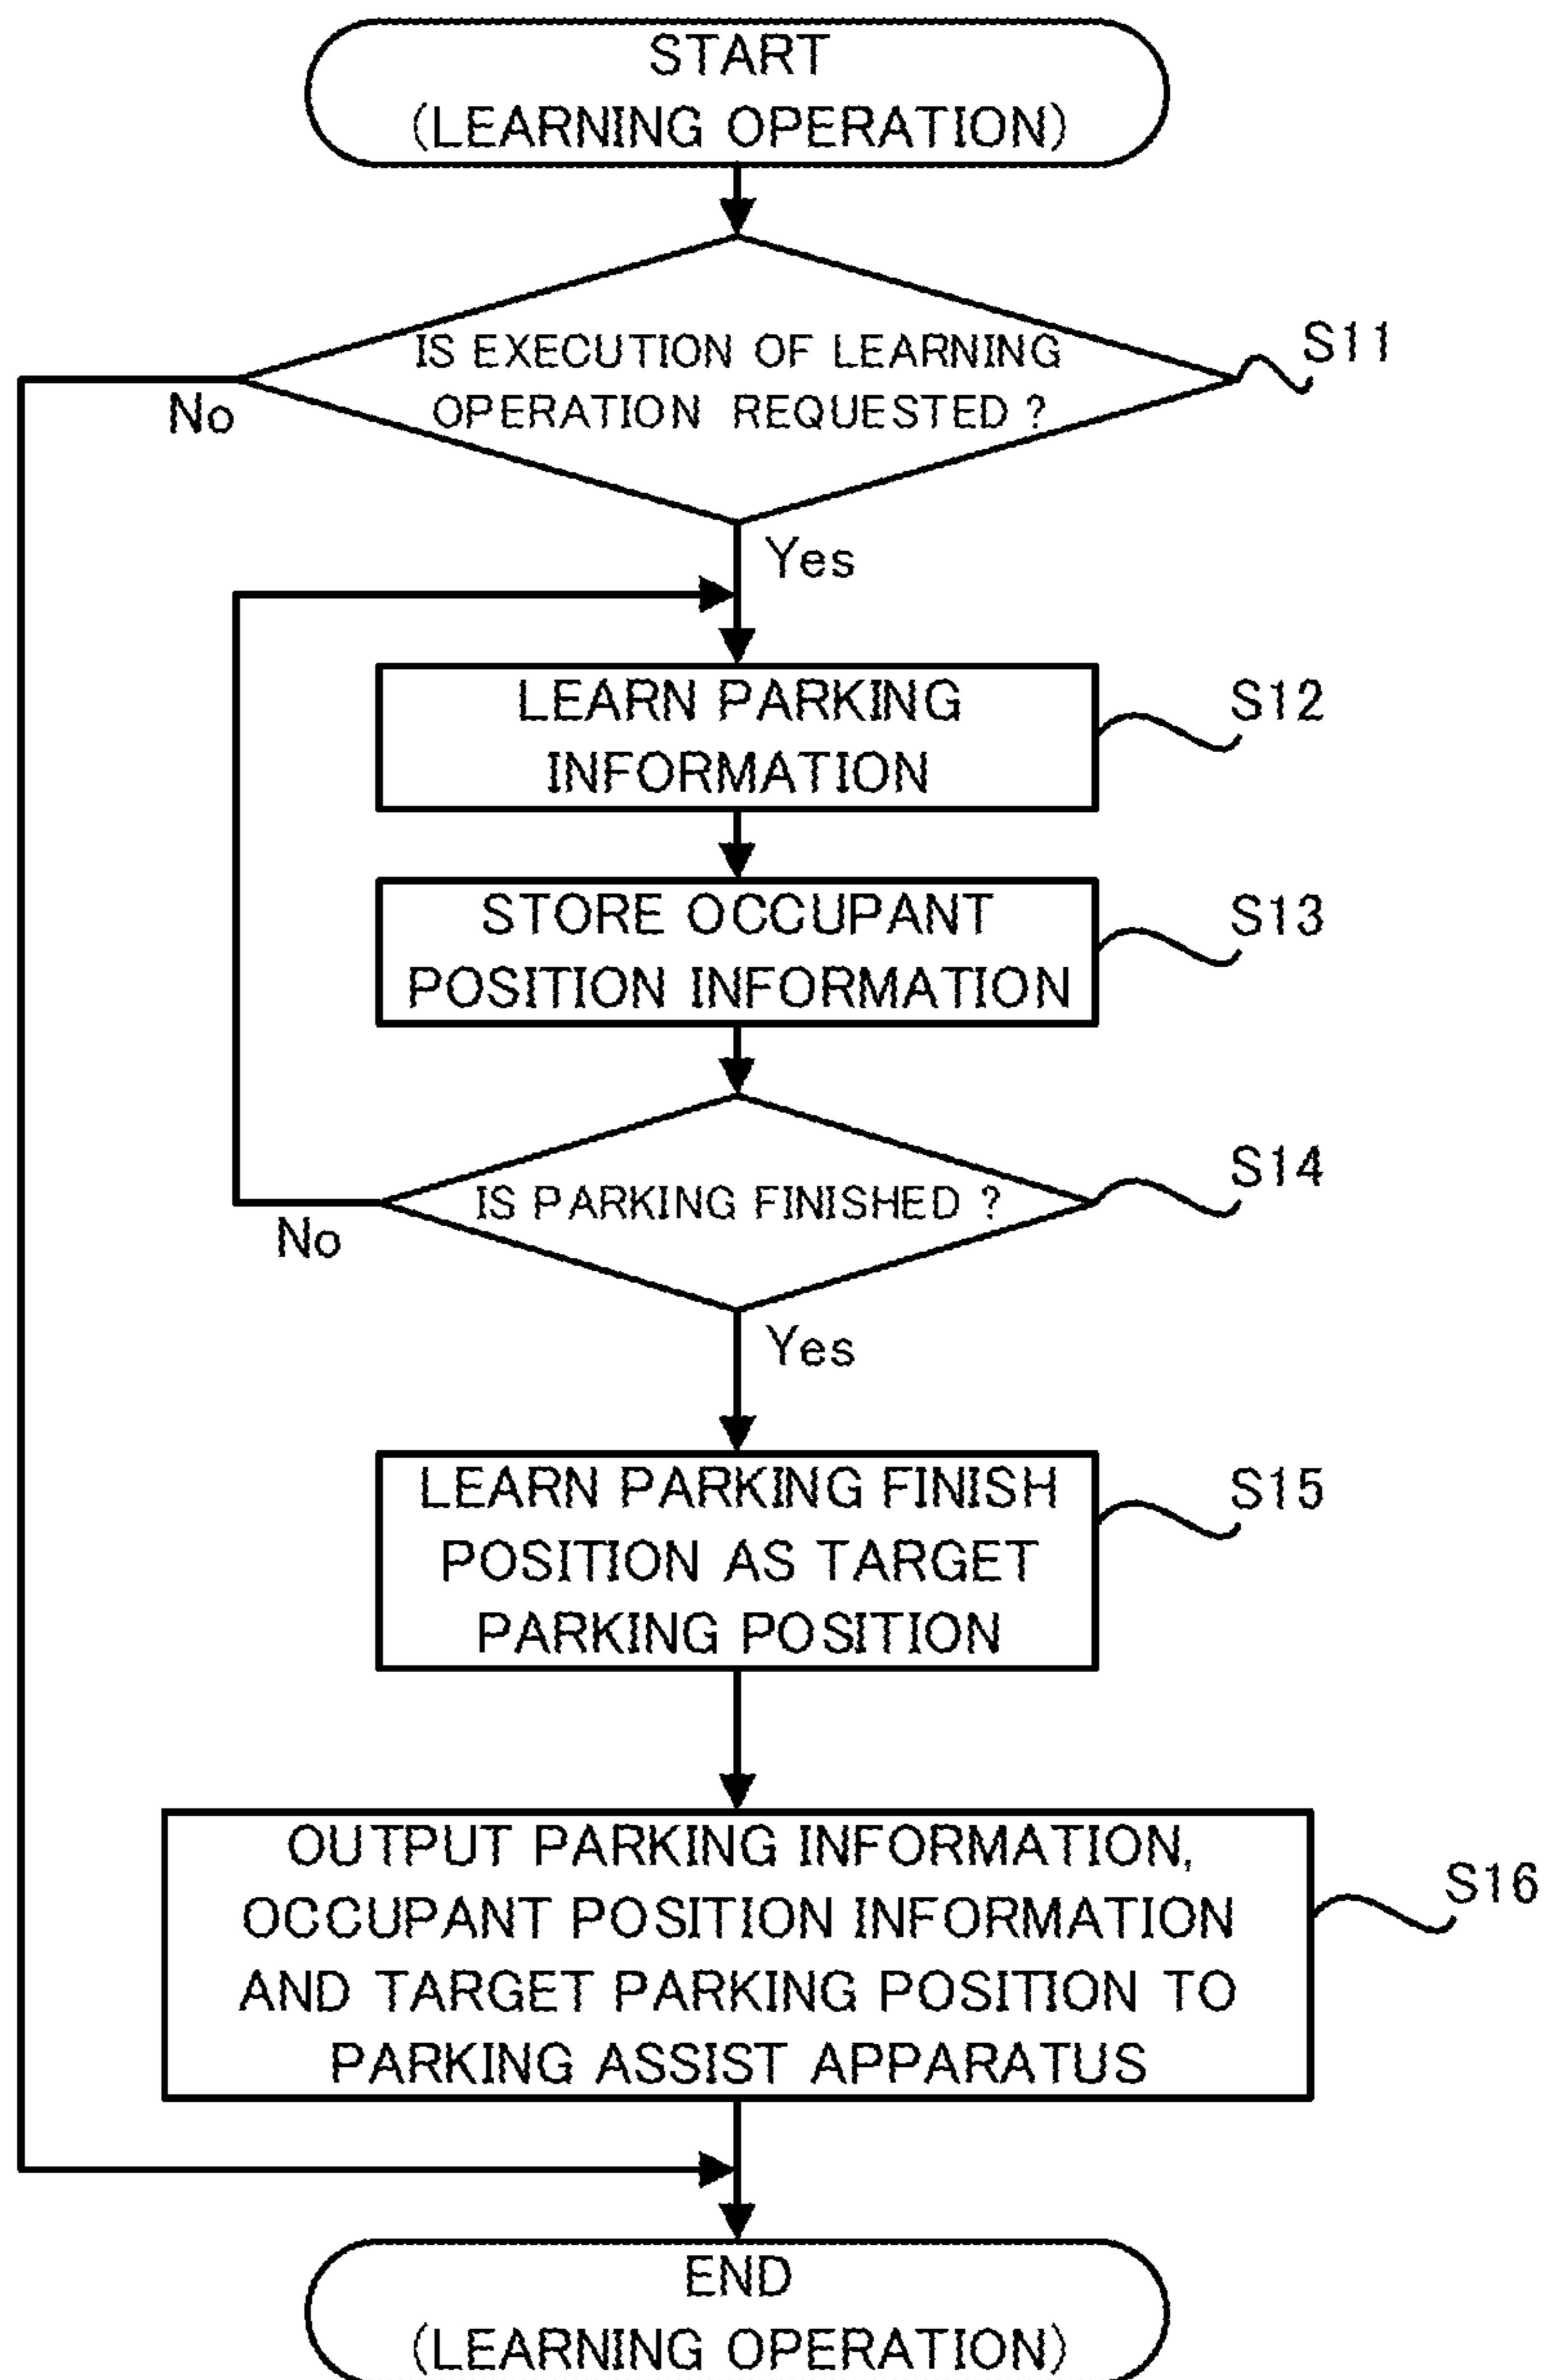 START
(LEARNING OPERATION)
IS EXECUTION OF LEARNING
OPERATION REQUESTED ?
S11
No
Yes
LEARN PARKING
INFORMATION
S12
STORE OCCUPANT
POSITION INFORMATION
S13
IS PARKING FINISHED ?
S14
No
Yes
LEARN PARKING FINISH
POSITION AS TARGET
PARKING POSITION
S15
OUTPUT PARKING INFORMATION,
OCCUPANT POSITION INFORMATION
AND TARGET PARKING POSITION TO
PARKING ASSIST APPARATUS
S16
END
(LEARNING OPERATION)